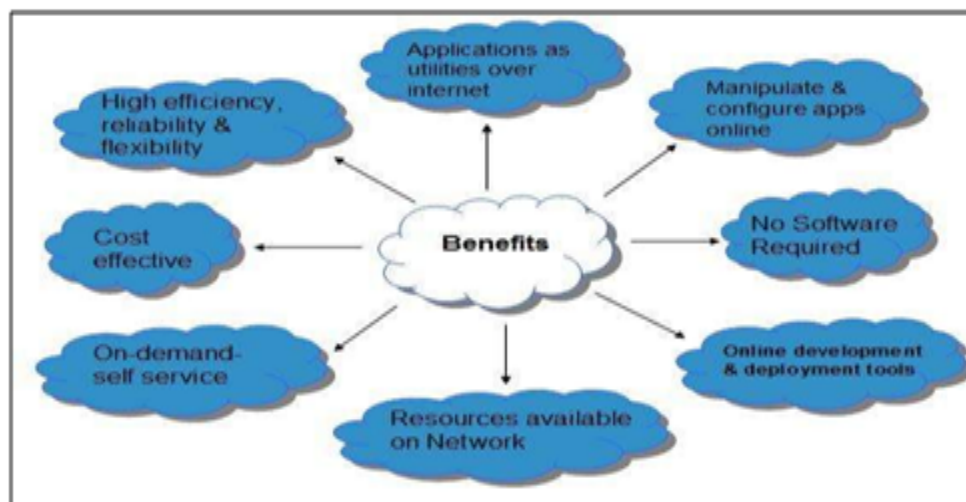 Applications as
utilities over
internet
High efficiency,
reliability &
flexibility
Manipulate &
configure apps
online
Benefits
Cost
effective
No Software
Required
On-demand-
self service
Online development
& deployment tools
Resources available
on Network